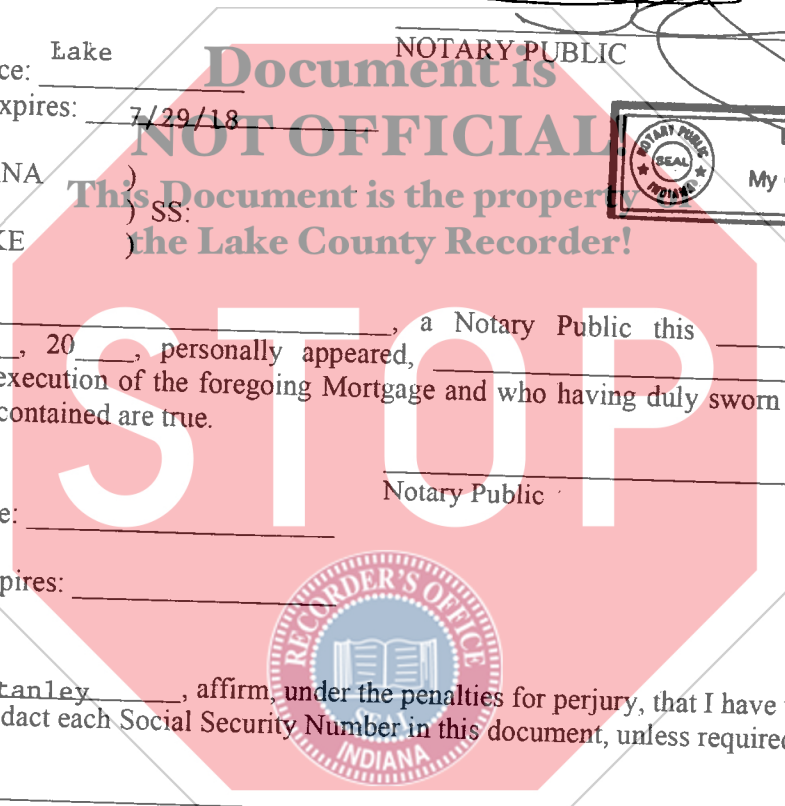 Lake
NOTARY PUBLIC
ce:
Document is
xpires: 7/29/18
NOT OFFICIAL!
NOTARY PUBLIC
SEAL
INDIANA
My
NA )
This Document is the property of
) SS:
KE )
the Lake County Recorder!
STOP
, a Notary Public this
, 20 , personally appeared,
execution of the foregoing Mortgage and who having duly sworn
contained are true.
Notary Public
e:
pires:
RECORDER'S OFFICE
SEAL
INDIANA
tanley , affirm, under the penalties for perjury, that I have
dact each Social Security Number in this document, unless required